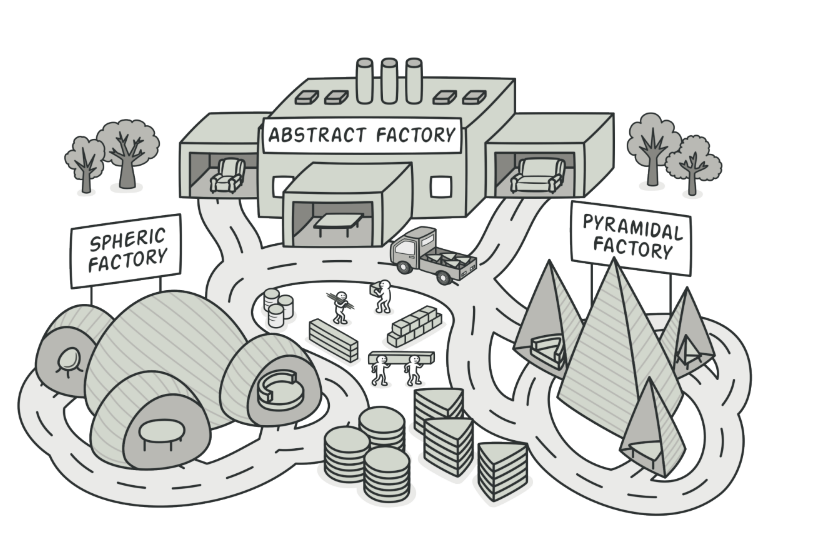 ABSTRACT FACTORY
SPHERIC
FACTORY
PYRAMIDAL
FACTORY